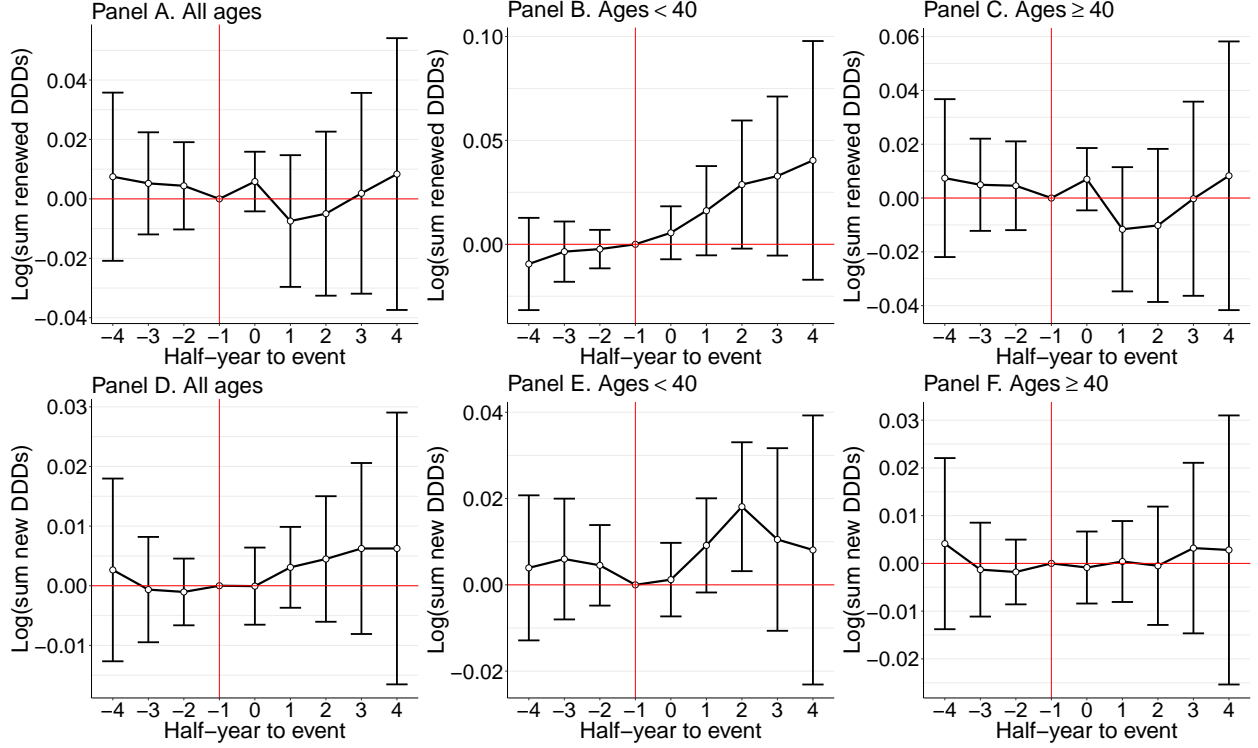 Panel A. All ages
Log(sum renewed DDDs)
0.04
0.02
0.00
−0.02
−0.04
−4 −3 −2 −1 0 1 2 3 4
Half−year to event
Panel B. Ages < 40
Log(sum renewed DDDs)
0.10
0.05
0.00
−4 −3 −2 −1 0 1 2 3 4
Half−year to event
Panel C. Ages ≥ 40
Log(sum renewed DDDs)
0.06
0.04
0.02
0.00
−0.02
−0.04
−4 −3 −2 −1 0 1 2 3 4
Half−year to event
Panel D. All ages
Log(sum new DDDs)
0.03
0.02
0.01
0.00
−0.01
−4 −3 −2 −1 0 1 2 3 4
Half−year to event
Panel E. Ages < 40
Log(sum new DDDs)
0.04
0.02
0.00
−0.02
−4 −3 −2 −1 0 1 2 3 4
Half−year to event
Panel F. Ages ≥ 40
Log(sum new DDDs)
0.03
0.02
0.01
0.00
−0.01
−0.02
−4 −3 −2 −1 0 1 2 3 4
Half−year to event